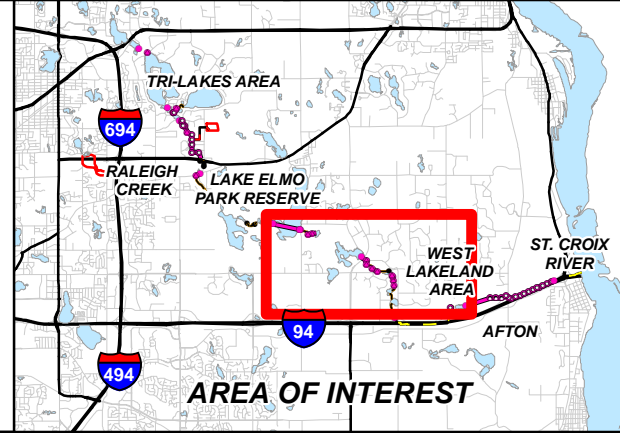 TRI-LAKES AREA
694
RALEIGH
CREEK
LAKE ELMO
PARK RESERVE
WEST
LAKELAND
AREA
ST. CROIX
RIVER
94
AFTON
494
AREA OF INTEREST